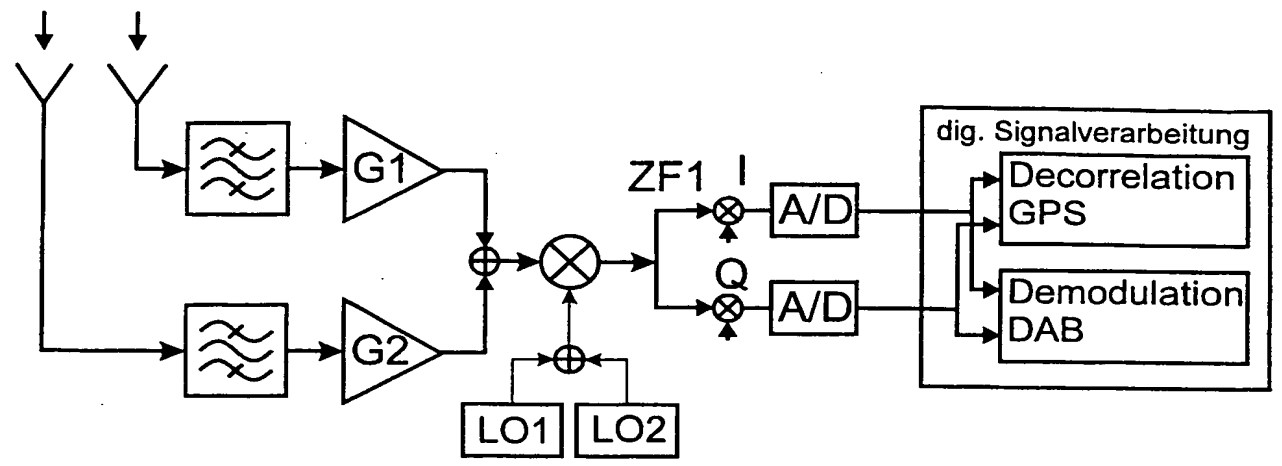 dig. Signalverarbeitung
G1
ZF1
I
A/D
Decorrelation
GPS
Q
A/D
Demodulation
DAB
G2
LO1
LO2